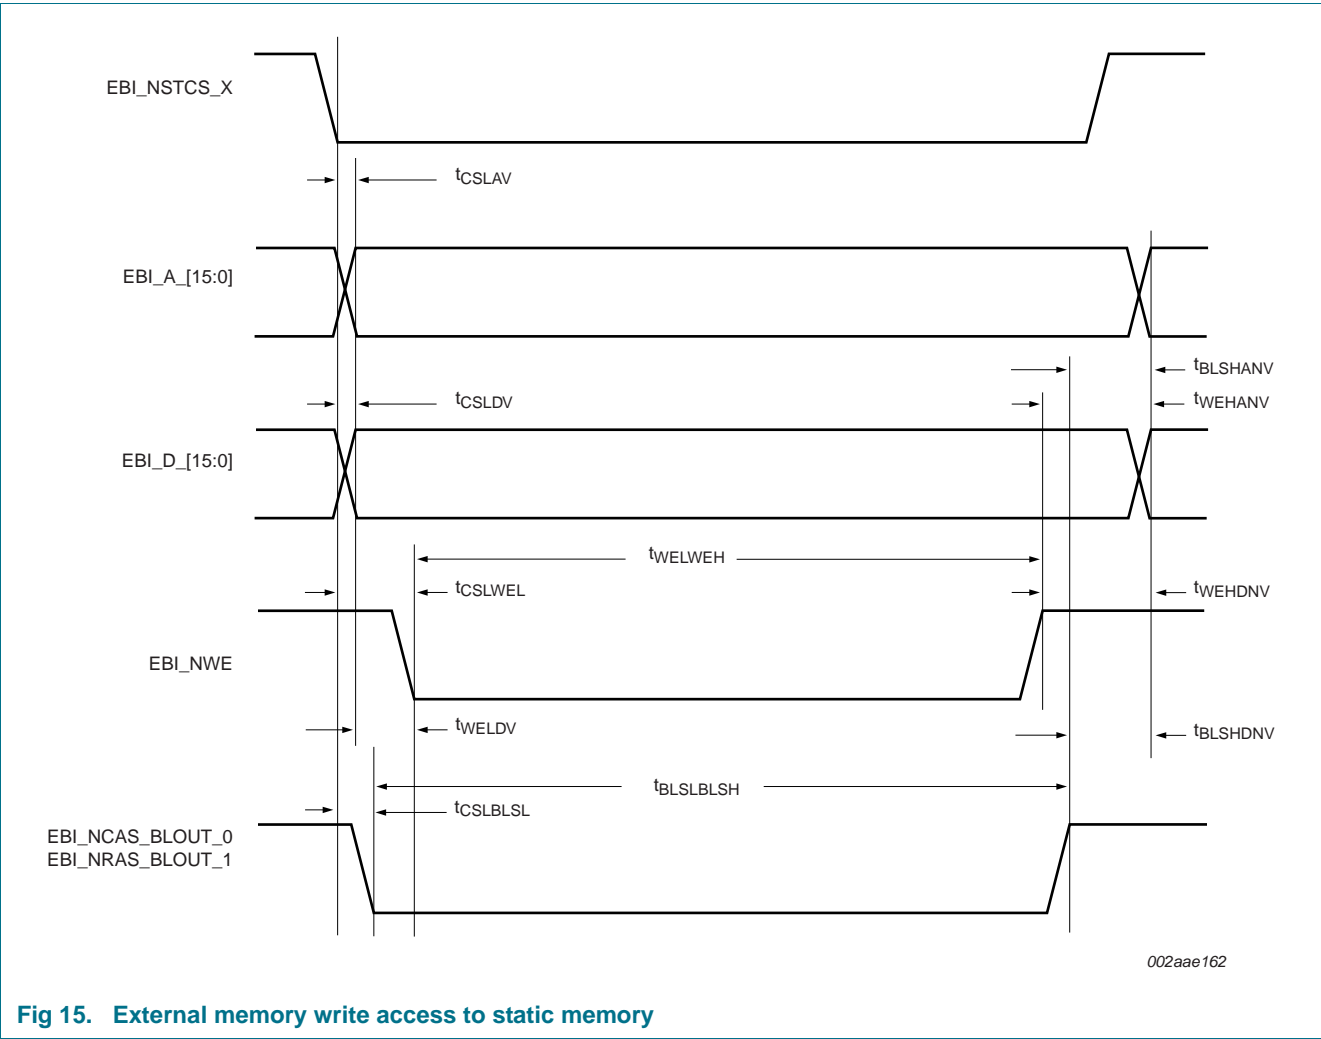 EBI_NSTCS_X
tCSLAV
EBI_A_[15:0]
tBLSHANV
tCSLDV
tWEHANV
EBI_D_[15:0]
tWELWEH
tCSLWEL
tWEHDNV
EBI_NWE
tWELDV
tBLSHDNV
tBLSLBLSH
tCSLBLSL
EBI_NCAS_BLOUT_0
EBI_NRAS_BLOUT_1
002aae162
Fig 15. External memory write access to static memory